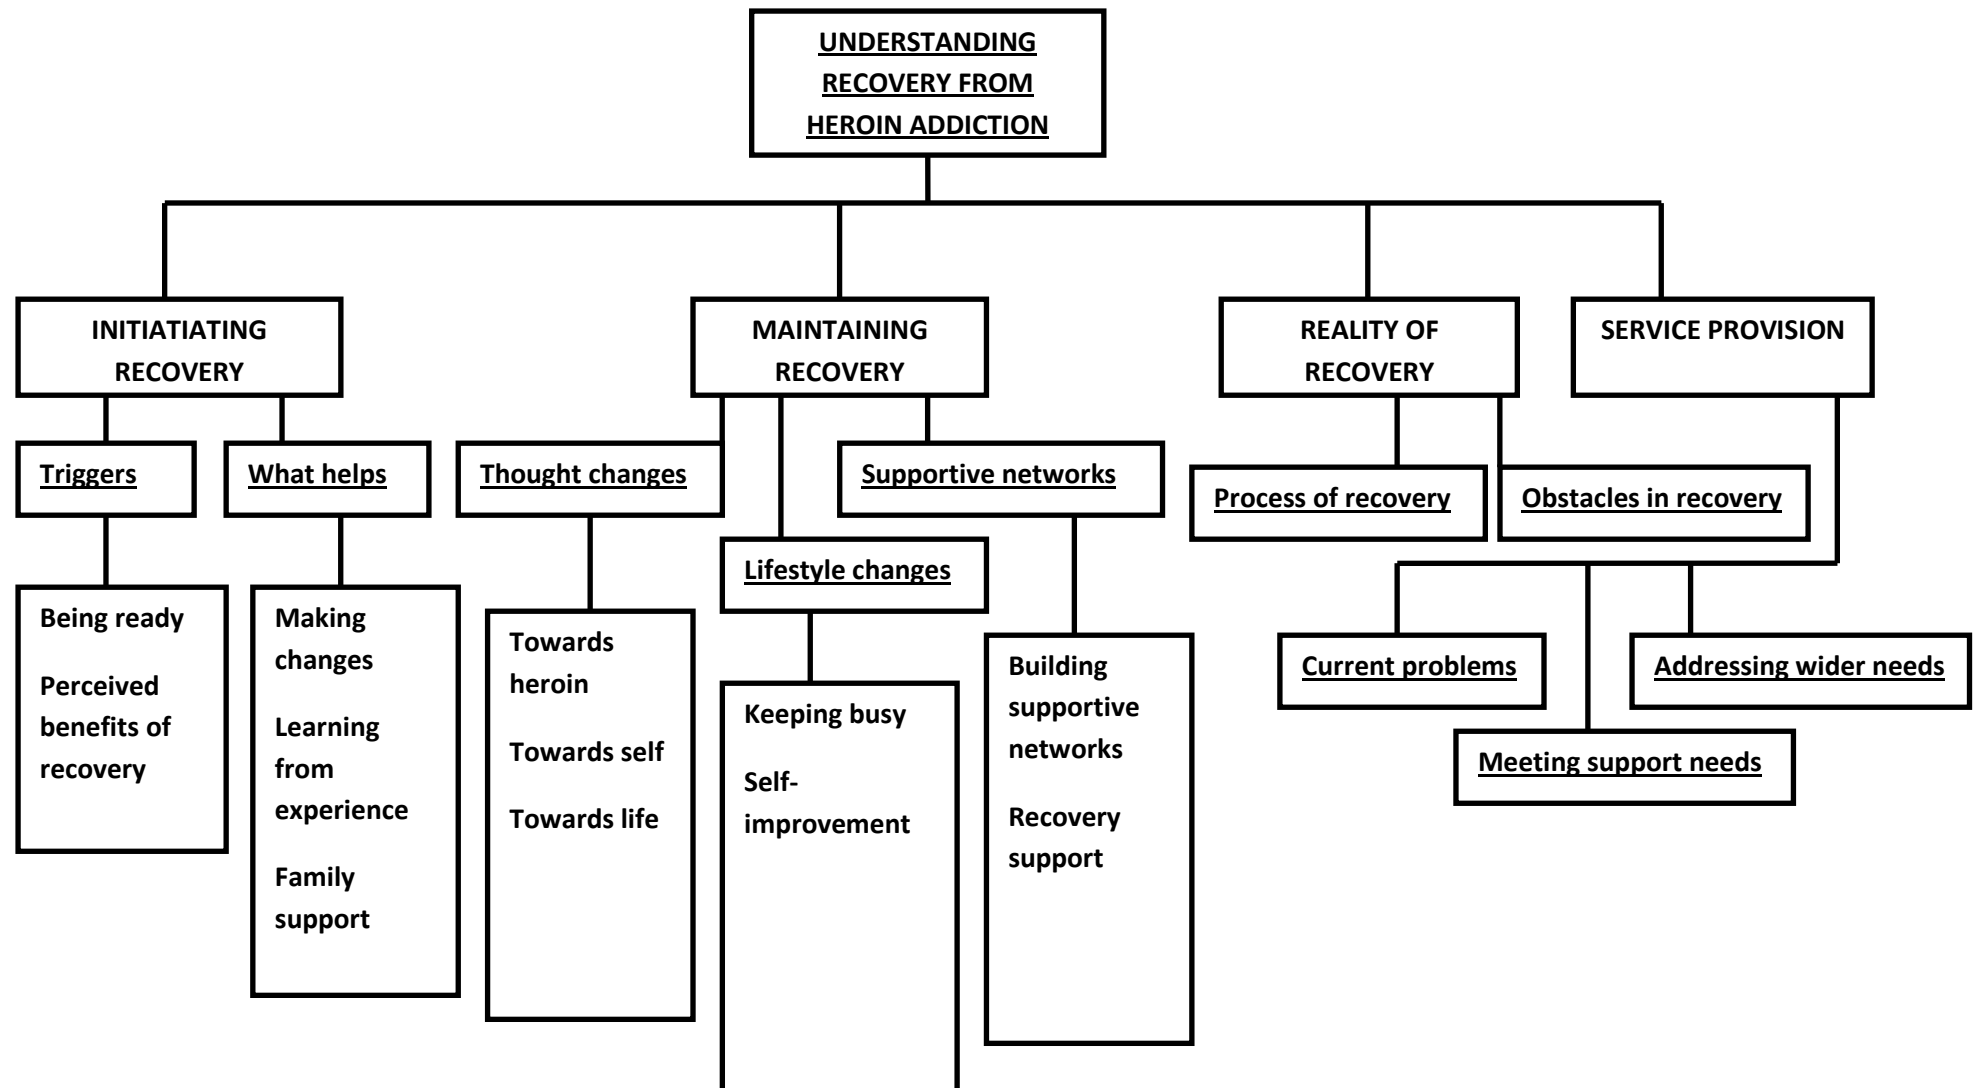 UNDERSTANDING
RECOVERY FROM
HEROIN ADDICTION
INITIATIATING
RECOVERY
MAINTAINING
RECOVERY
REALITY OF
RECOVERY
SERVICE PROVISION
Triggers
What helps
Thought changes
Supportive networks
Process of recovery
Obstacles in recovery
Lifestyle changes
Being ready
Perceived
benefits of
recovery
Making
changes
Learning
from
experience
Family
support
Towards
heroin
Towards self
Towards life
Keeping busy
Self-
improvement
Building
supportive
networks
Recovery
support
Current problems
Addressing wider needs
Meeting support needs